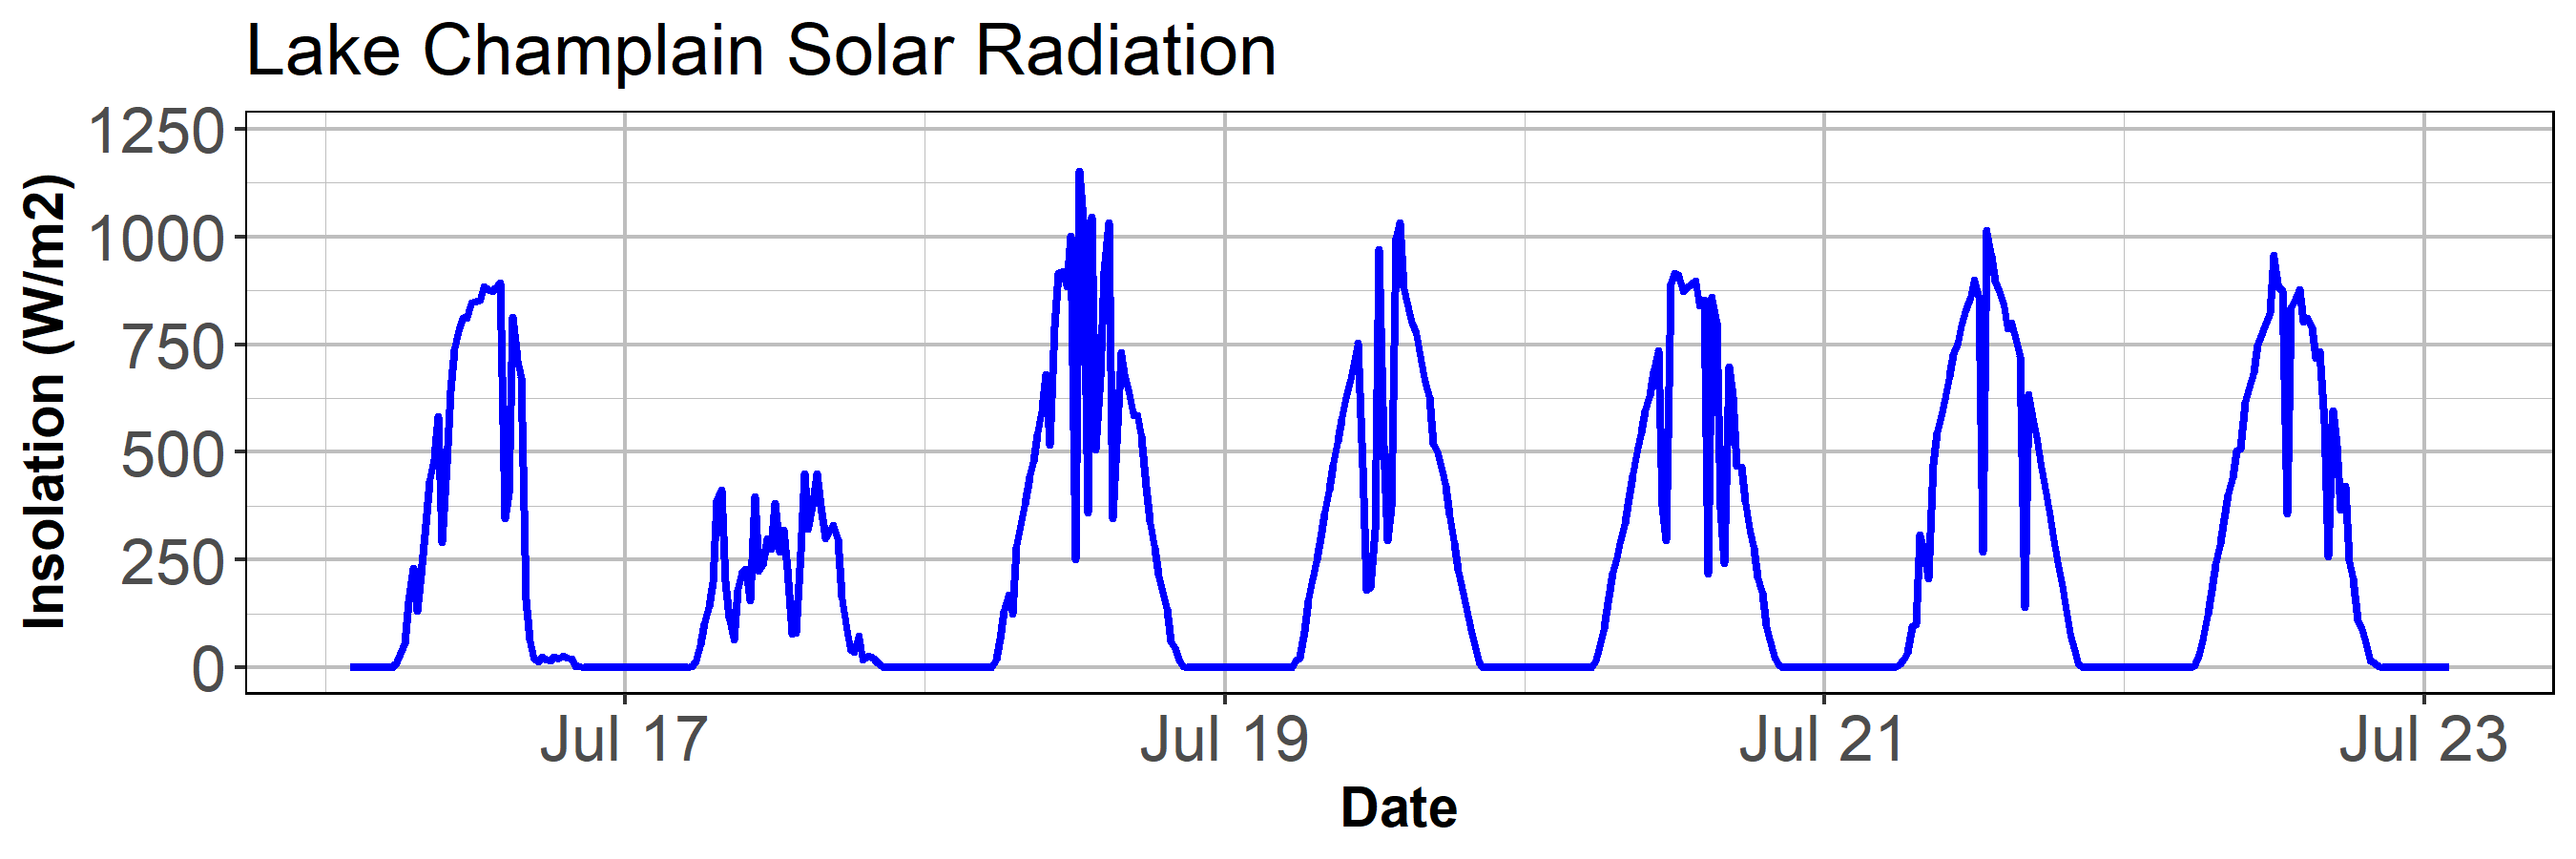 Lake Champlain Solar Radiation
1250
1000
750
500
250
0
Insolation (W/m2)
Jul 17
Jul 19
Jul 21
Jul 23
Date